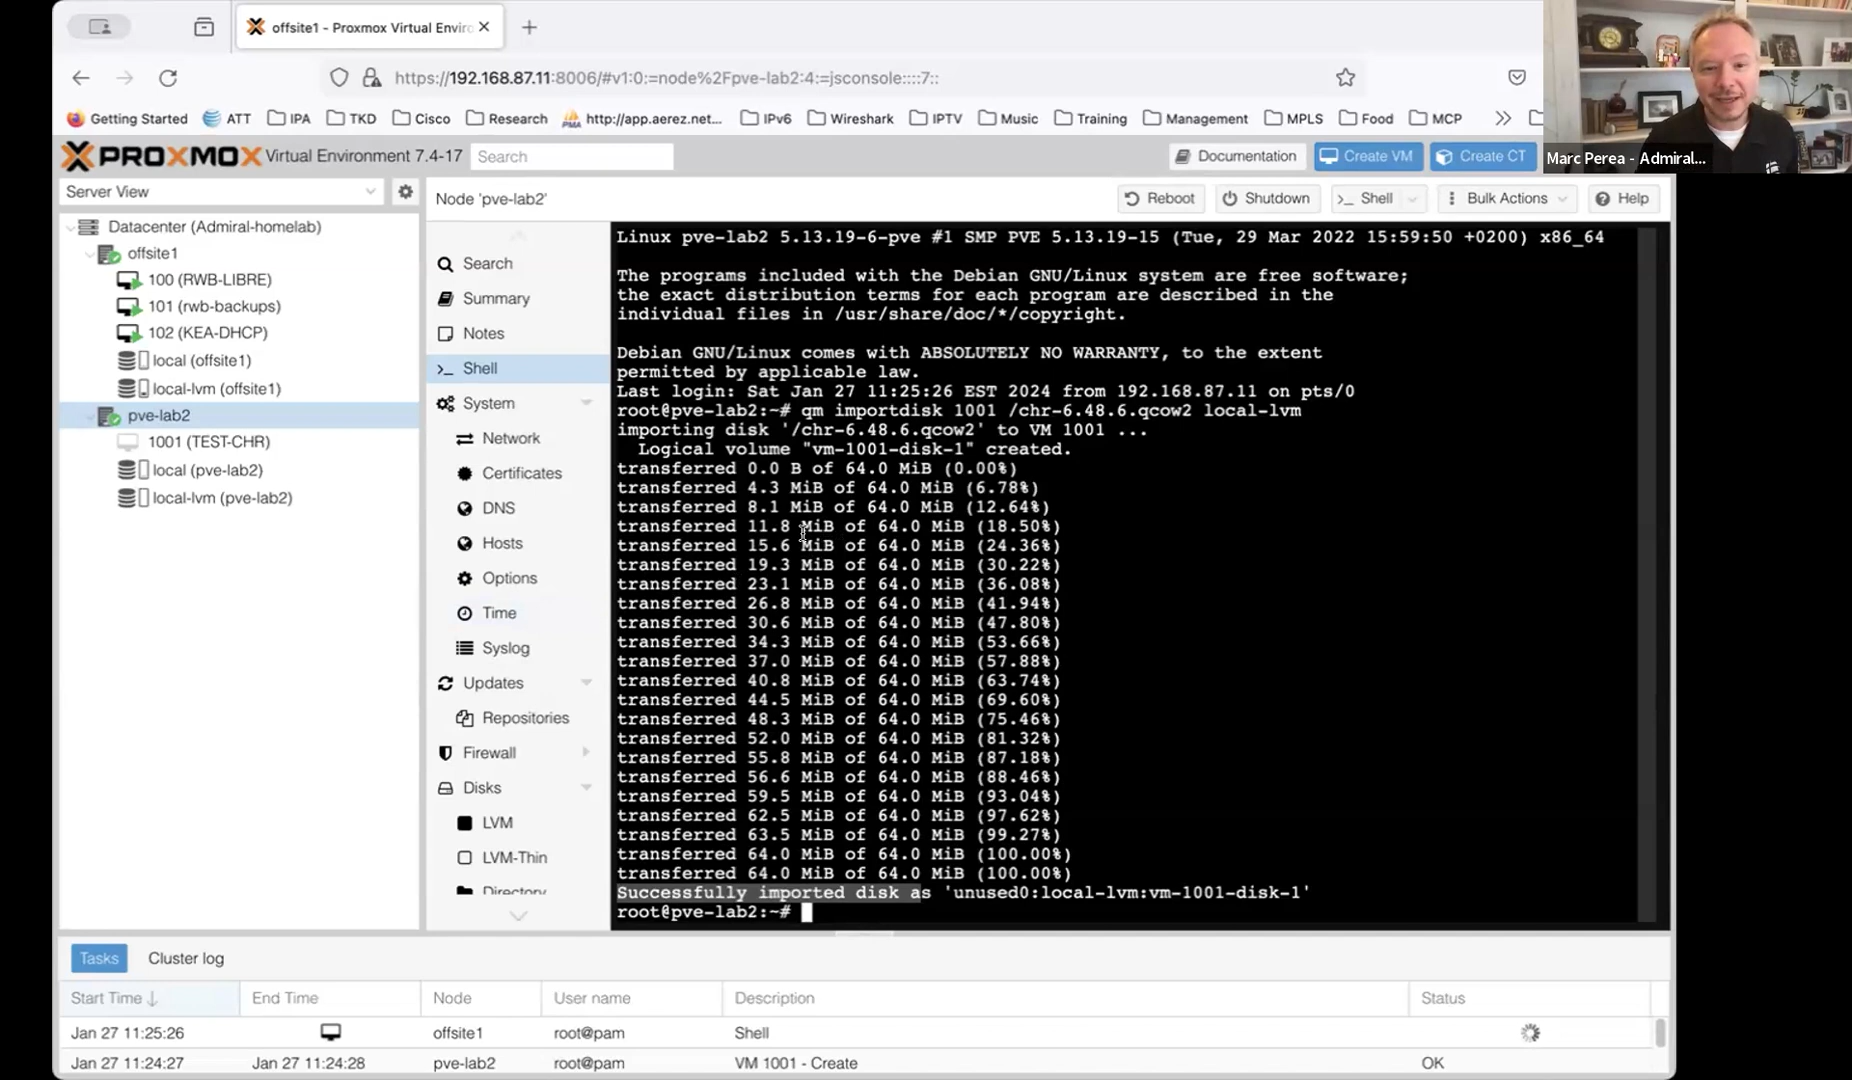 offsite1 - Proxmox Virtual Enviro
https://192.168.87.11:8006/#v1:0:=node%2Fpve-lab2:4:=jsconsole::::7::
Getting Started ATT IPA TKD Cisco Research http://app.aerez.net... IPv6 Wireshark IPTV Music Training Management MPLS Food MCP
PROXMOX Virtual Environment 7.4-17 Search Documentation Create VM Create CT
Marc Perea - Admiral...
Server View
Node 'pve-lab2' Reboot Shutdown Shell Bulk Actions Help
Datacenter (Admiral-homelab)
offsite1
100 (RWB-LIBRE)
101 (rwb-backups)
102 (KEA-DHCP)
local (offsite1)
local-lvm (offsite1)
pve-lab2
1001 (TEST-CHR)
local (pve-lab2)
local-lvm (pve-lab2)
Search
Summary
Notes
Shell
System
Network
Certificates
DNS
Hosts
Options
Time
Syslog
Updates
Repositories
Firewall
Disks
LVM
LVM-Thin
Directory
Linux pve-lab2 5.13.19-6-pve #1 SMP PVE 5.13.19-15 (Tue, 29 Mar 2022 15:59:50 +0200) x86_64
The programs included with the Debian GNU/Linux system are free software;
the exact distribution terms for each program are described in the
individual files in /usr/share/doc/*/copyright.
Debian GNU/Linux comes with ABSOLUTELY NO WARRANTY, to the extent
permitted by applicable law.
Last login: Sat Jan 27 11:25:26 EST 2024 from 192.168.87.11 on pts/0
root@pve-lab2:~# qm importdisk 1001 /chr-6.48.6.qcow2 local-lvm
importing disk '/chr-6.48.6.qcow2' to VM 1001 ...
Logical volume "vm-1001-disk-1" created.
transferred 0.0 B of 64.0 MiB (0.00%)
transferred 4.3 MiB of 64.0 MiB (6.78%)
transferred 8.1 MiB of 64.0 MiB (12.64%)
transferred 11.8 MiB of 64.0 MiB (18.50%)
transferred 15.6 MiB of 64.0 MiB (24.36%)
transferred 19.3 MiB of 64.0 MiB (30.22%)
transferred 23.1 MiB of 64.0 MiB (36.08%)
transferred 26.8 MiB of 64.0 MiB (41.94%)
transferred 30.6 MiB of 64.0 MiB (47.80%)
transferred 34.3 MiB of 64.0 MiB (53.66%)
transferred 37.0 MiB of 64.0 MiB (57.88%)
transferred 40.8 MiB of 64.0 MiB (63.74%)
transferred 44.5 MiB of 64.0 MiB (69.60%)
transferred 48.3 MiB of 64.0 MiB (75.46%)
transferred 52.0 MiB of 64.0 MiB (81.32%)
transferred 55.8 MiB of 64.0 MiB (87.18%)
transferred 56.6 MiB of 64.0 MiB (88.46%)
transferred 59.5 MiB of 64.0 MiB (93.04%)
transferred 62.5 MiB of 64.0 MiB (97.62%)
transferred 63.5 MiB of 64.0 MiB (99.27%)
transferred 64.0 MiB of 64.0 MiB (100.00%)
transferred 64.0 MiB of 64.0 MiB (100.00%)
Successfully imported disk as 'unused0:local-lvm:vm-1001-disk-1'
root@pve-lab2:~#
Tasks Cluster log
Start Time End Time Node User name Description Status
Jan 27 11:25:26 offsite1 root@pam Shell
Jan 27 11:24:27 Jan 27 11:24:28 pve-lab2 root@pam VM 1001 - Create OK